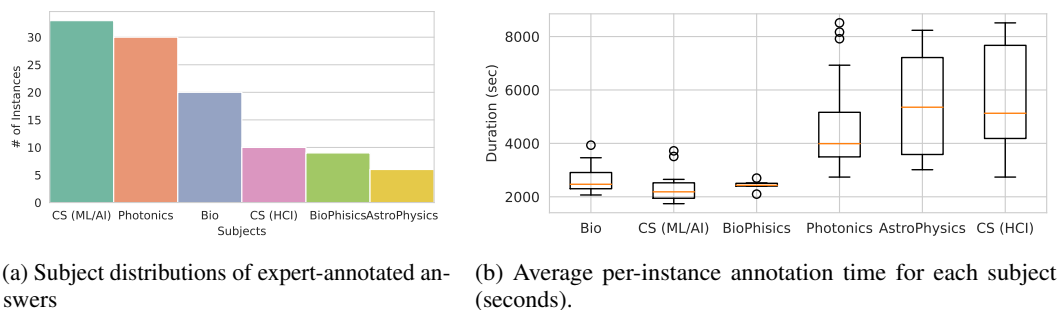 # of Instances
30
25
20
15
10
5
0
CS (ML/AI) Photonics Bio CS (HCI) BioPhisics AstroPhysics
Subjects
(a) Subject distributions of expert-annotated an-
swers
Duration (sec)
8000
6000
4000
2000
Bio CS (ML/AI) BioPhisics Photonics AstroPhysics CS (HCI)
(b) Average per-instance annotation time for each subject
(seconds).